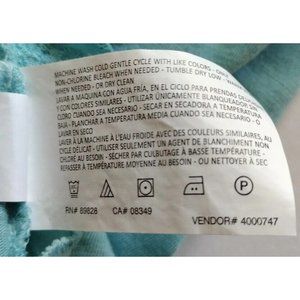 MACHINE WASH COLD GENTLE CYCLE WITH LIKE COLORS - ONLY
NON-CHLORINE BLEACH WHEN NEEDED - TUMBLE DRY LOW -
WHEN NEEDED - OR DRY CLEAN
LAVAR A MAQUINA CON AGUA FRÍA, EN EL CICLO PARA PRENDAS
Y CON COLORES SIMILARES - UTILIZAR ÚNICAMENTE BLANQUEADOR SIN
CLORO CUANDO SEA NECESARIO - SECAR EN SECADORA A TEMPERATURA
BAJA - PLANCHAR A TEMPERATURA MEDIA CUANDO SEA NECESARIO - O
LAVAR EN SECO
LAVER À LA MACHINE À L'EAU FROIDE AVEC DES COULEURS SIMILAIRES, AU
CYCLE DÉLICAT - UTILISER SEULEMENT UN AGENT DE BLANCHIMENT NON
CHLORÉ AU BESOIN - SÉCHER PAR CULBUTAGE À BASSE TEMPÉRATURE -
REPASSER À TEMPÉRATURE MOYENNE AU BESOIN - OU NETTOYER À SEC
RN# 89828 CA# 08349
VENDOR# 4000747